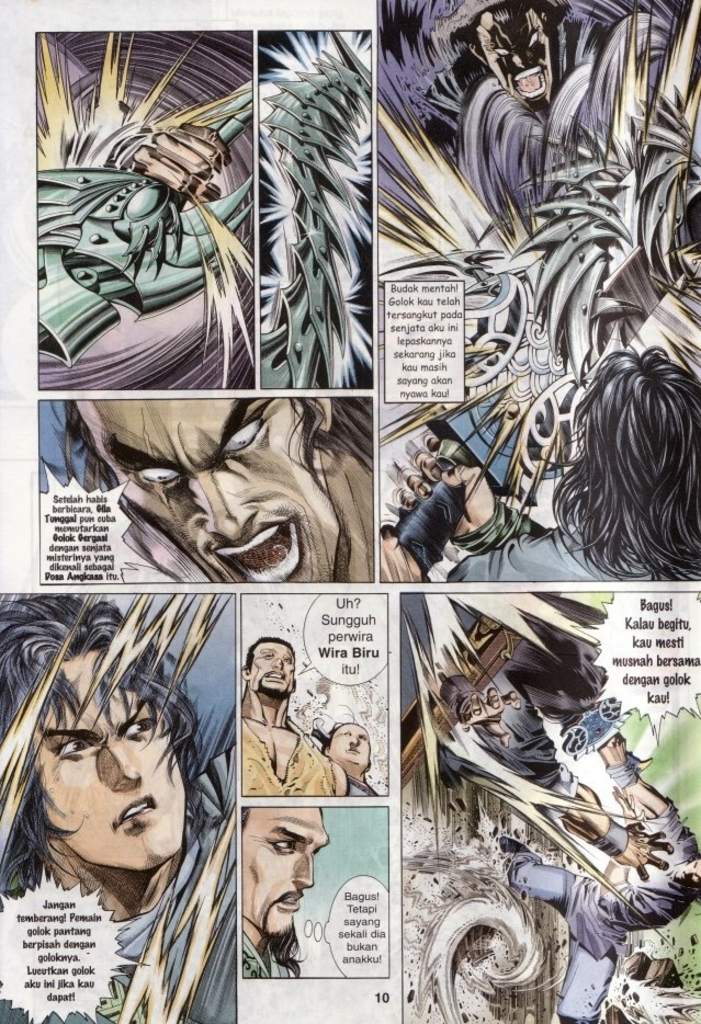 Budak mentah!
Golok kau telah
tersangkut pada
senjata aku ini
lepaskannya
sekarang jika
kau masih
sayang akan
nyawa kau!
Setelah habis
berbicara, Gila
Tunggal pun cuba
memutarkan
Golok Gergasi
dengan senjata
misterinya yang
dikenali sebagai
Dosa Angkasa itu.
Jangan
temberang! Pemain
golok pantang
berpisah dengan
goloknya.
Lucutkan golok
aku ini jika kau
dapat!
Uh?
Sungguh
perwira
Wira Biru
itu!
Bagus!
Tetapi
sayang
sekali dia
bukan
anakku!
Bagus!
Kalau begitu,
kau mesti
musnah bersama
dengan golok
kau!
10